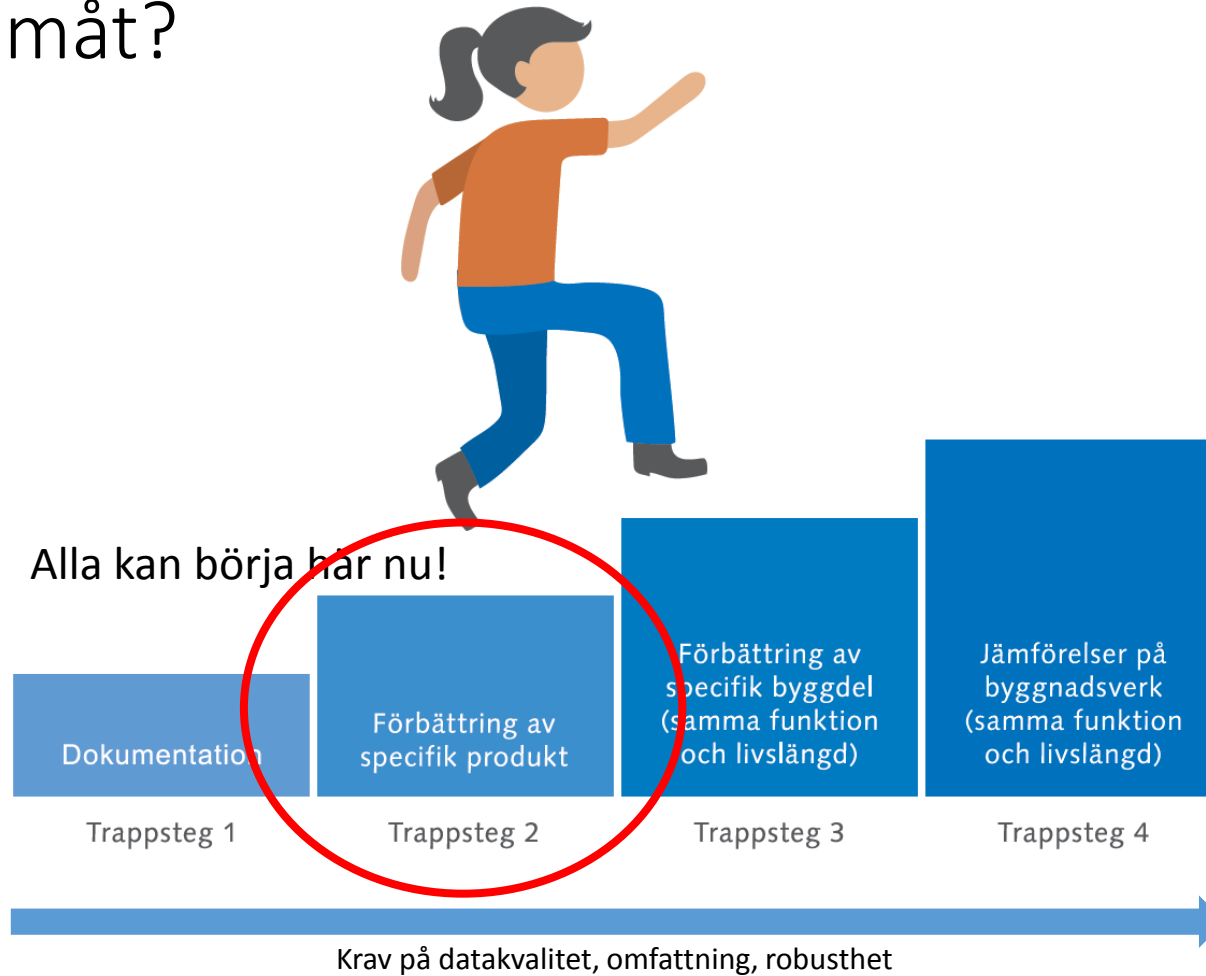 måt?
Alla kan börja här nu!
Dokumentation
Förbättring av
specifik produkt
Förbättring av
specifik byggdel
(samma funktion
och livslängd)
Jämförelser på
byggnadsverk
(samma funktion
och livslängd)
Trappsteg 1
Trappsteg 2
Trappsteg 3
Trappsteg 4
Krav på datakvalitet, omfattning, robusthet